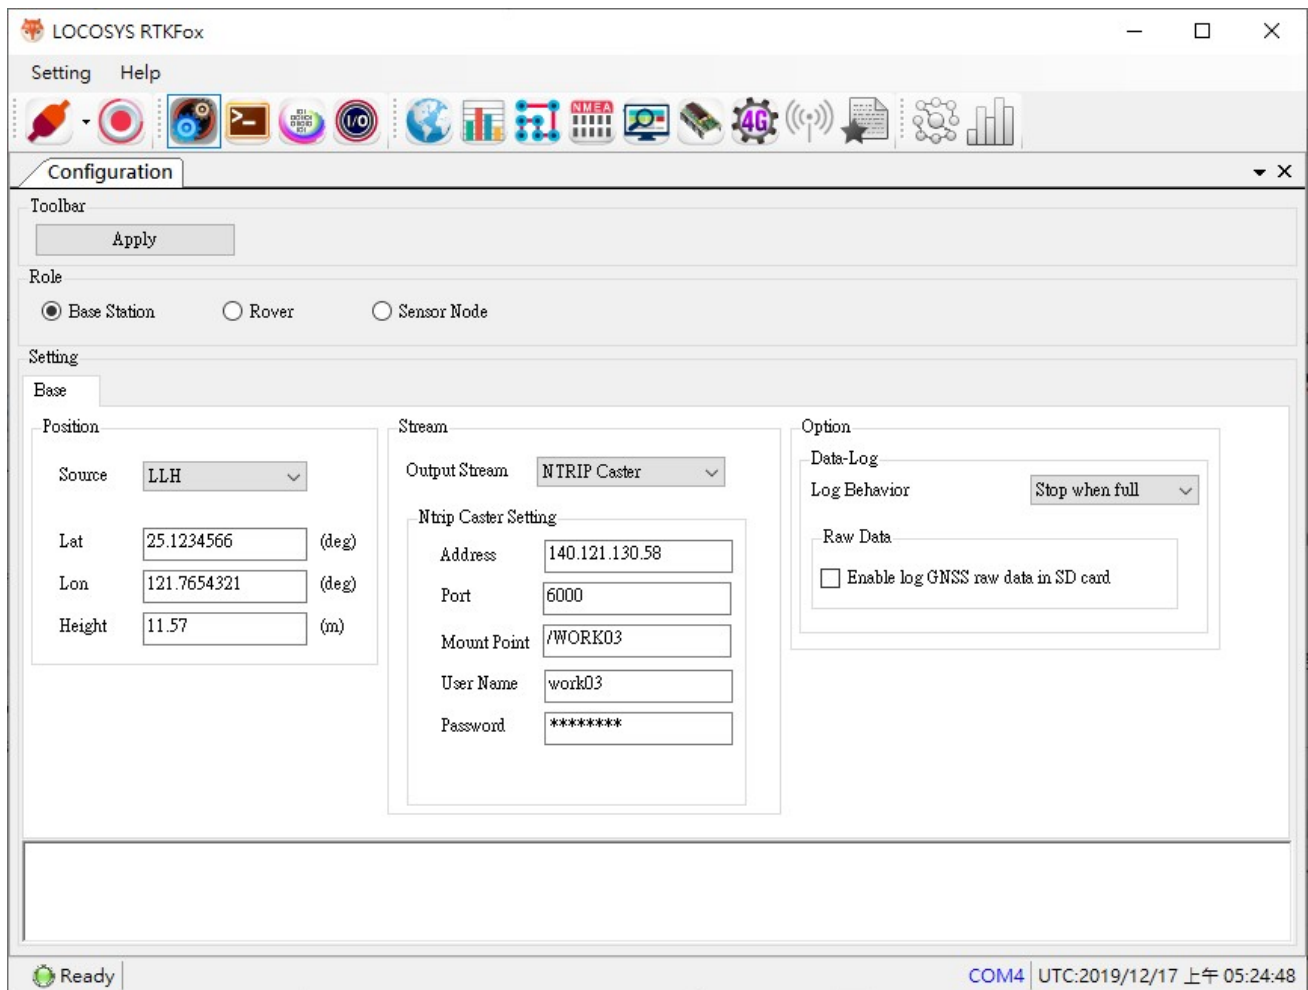 LOCOSYS RTKFox
Setting Help
NMEA
>_
I/O
4G
Configuration
Toolbar
Apply
Role
Base Station Rover Sensor Node
Setting
Base
Position
Source LLH
Lat 25.1234566 (deg)
Lon 121.7654321 (deg)
Height 11.57 (m)
Stream
Output Stream NTRIP Caster
Ntrip Caster Setting
Address 140.121.130.58
Port 6000
Mount Point /WORK03
User Name work03
Password ********
Option
Data-Log
Log Behavior Stop when full
Raw Data
Enable log GNSS raw data in SD card
Ready COM4 UTC:2019/12/17 上午 05:24:48